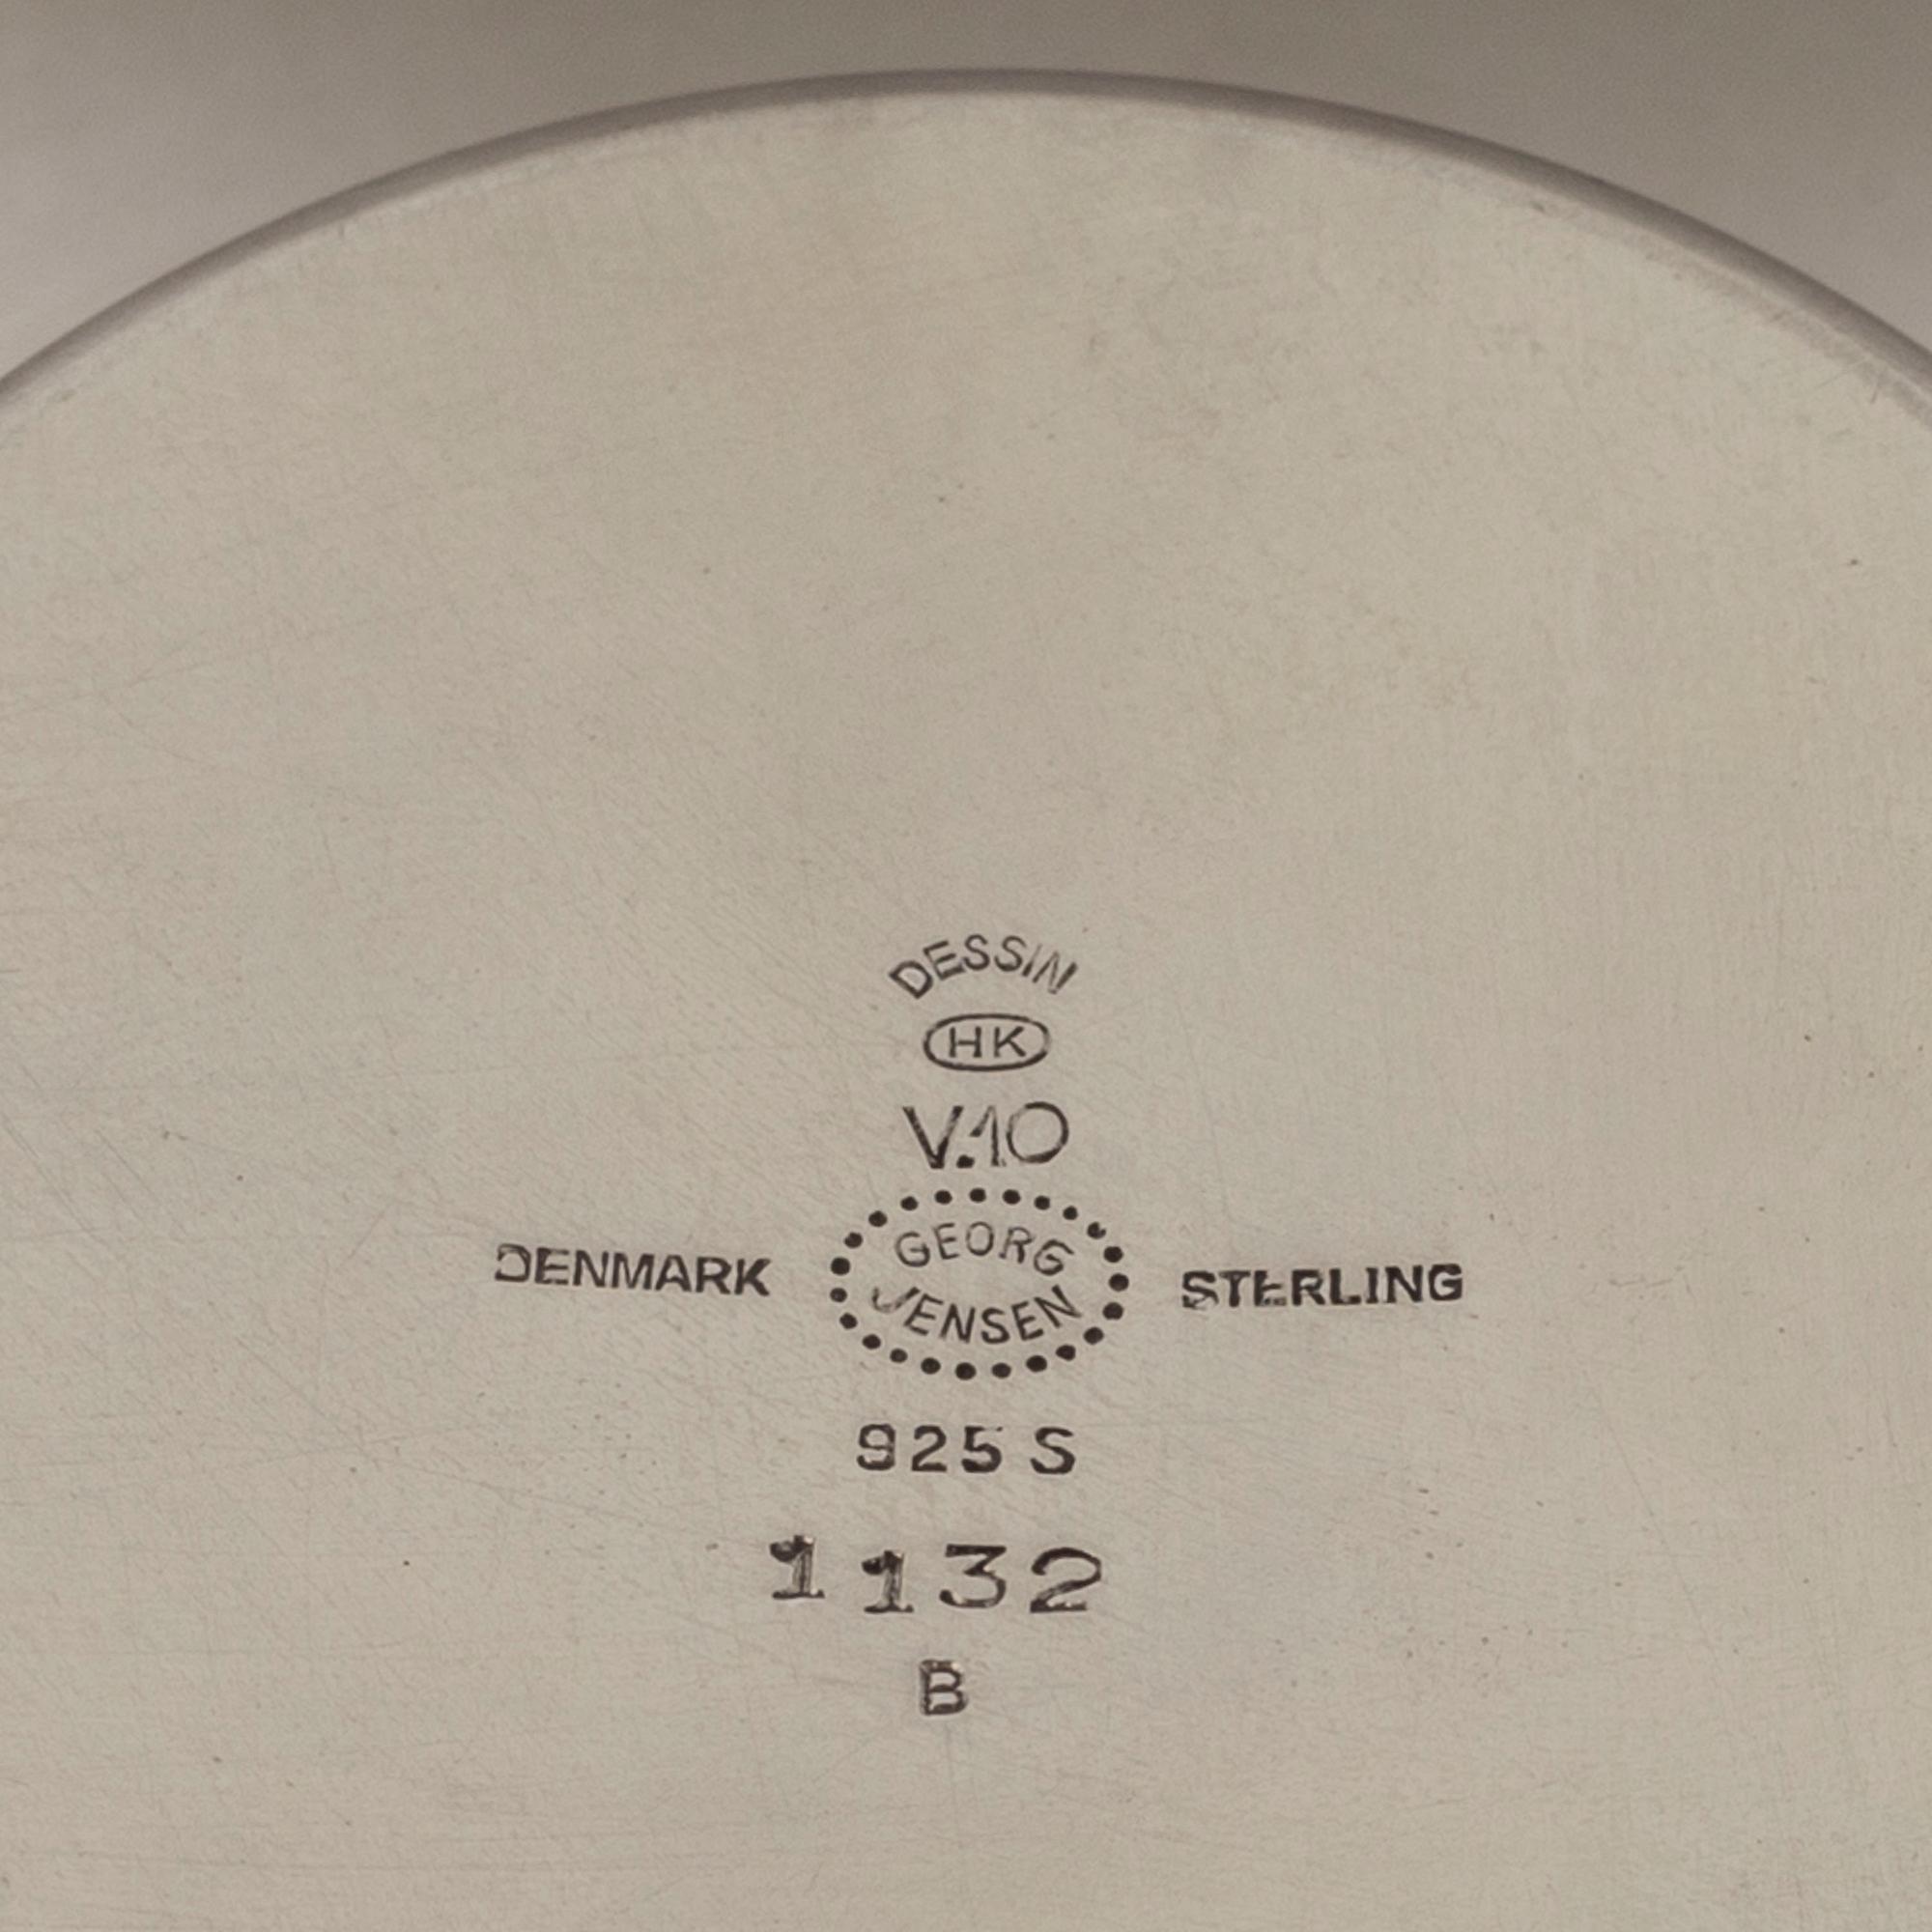 DESSIN
HK
V.10
GEORG
DENMARK STERLING
JENSEN
925 S
1132
B